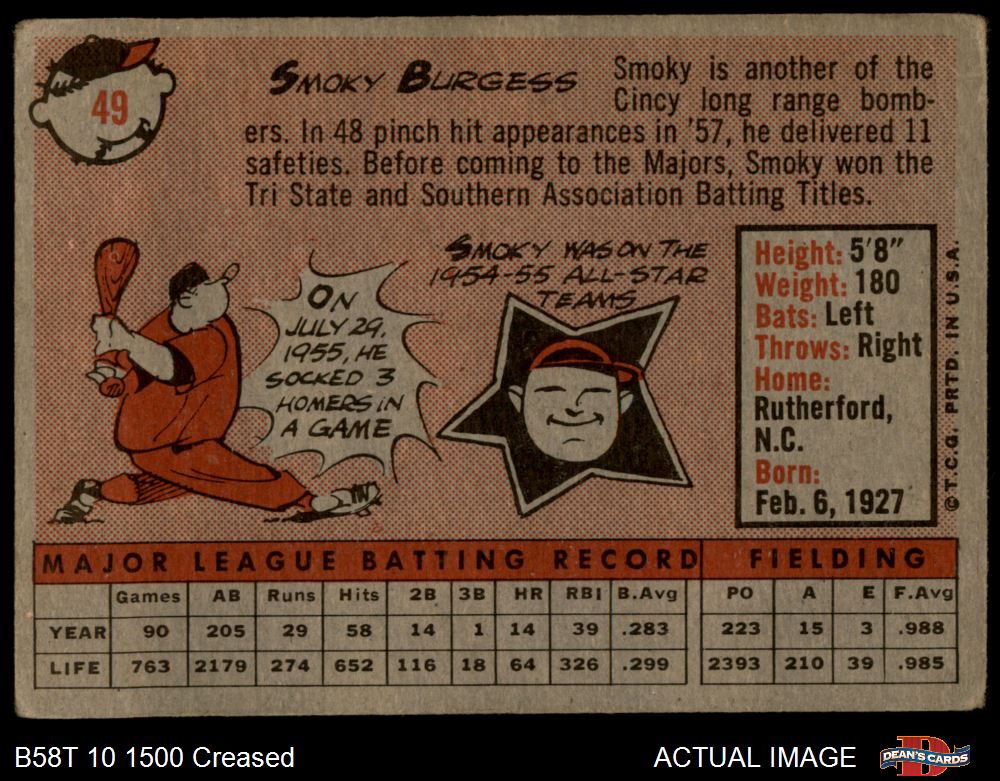 49
SMOKY BURGESS
Smoky is another of the
Cincy long range bomb-
ers. In 48 pinch hit appearances in '57, he delivered 11
safeties. Before coming to the Majors, Smoky won the
Tri State and Southern Association Batting Titles.
ON
JULY 29,
1955, HE
SOCKED 3
HOMERS IN
A GAME
SMOKY WAS ON THE
1954-55 ALL-STAR
TEAMS
Height: 5'8"
Weight: 180
Bats: Left
Throws: Right
Home:
Rutherford,
N.C.
Born:
Feb. 6, 1927
©T.C.G. PRTD. IN U.S.A.
MAJOR LEAGUE BATTING RECORD FIELDING
Games AB Runs Hits 2B 3B HR RBI B.Avg PO A E F.Avg
YEAR 90 205 29 58 14 1 14 39 .283 223 15 3 .988
LIFE 763 2179 274 652 116 18 64 326 .299 2393 210 39 .985
B58T 10 1500 Creased
ACTUAL IMAGE
D
DEAN'S CARDS